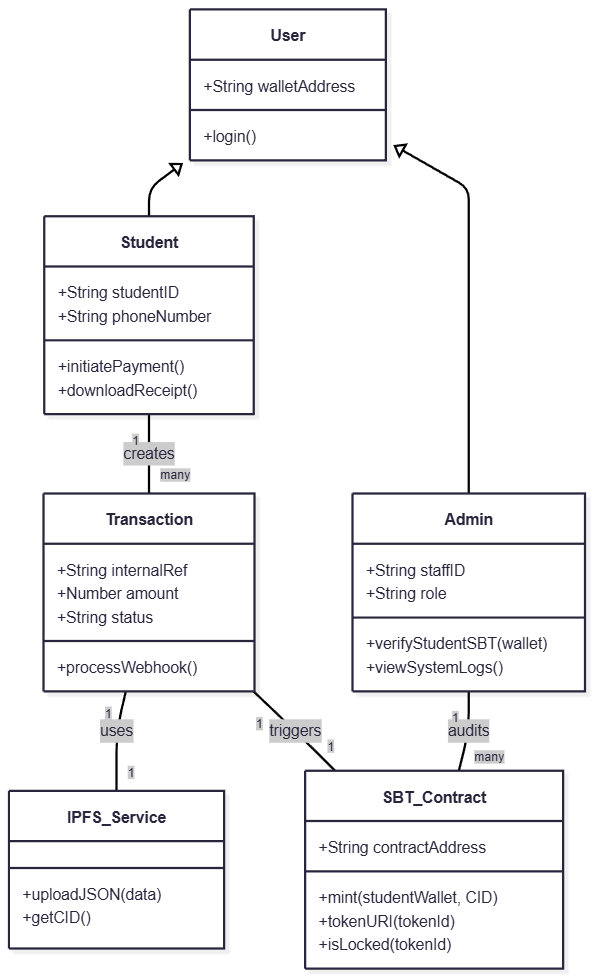 User
+String walletAddress
+login()
Student
+String studentID
+String phoneNumber
+initiatePayment()
+downloadReceipt()
1
creates
many
Transaction
+String internalRef
+Number amount
+String status
+processWebhook()
Admin
+String staffID
+String role
+verifyStudentSBT(wallet)
+viewSystemLogs()
1
uses
1
1
triggers
1
1
audits
many
IPFS_Service
+uploadJSON(data)
+getCID()
SBT_Contract
+String contractAddress
+mint(studentWallet, CID)
+tokenURI(tokenId)
+isLocked(tokenId)